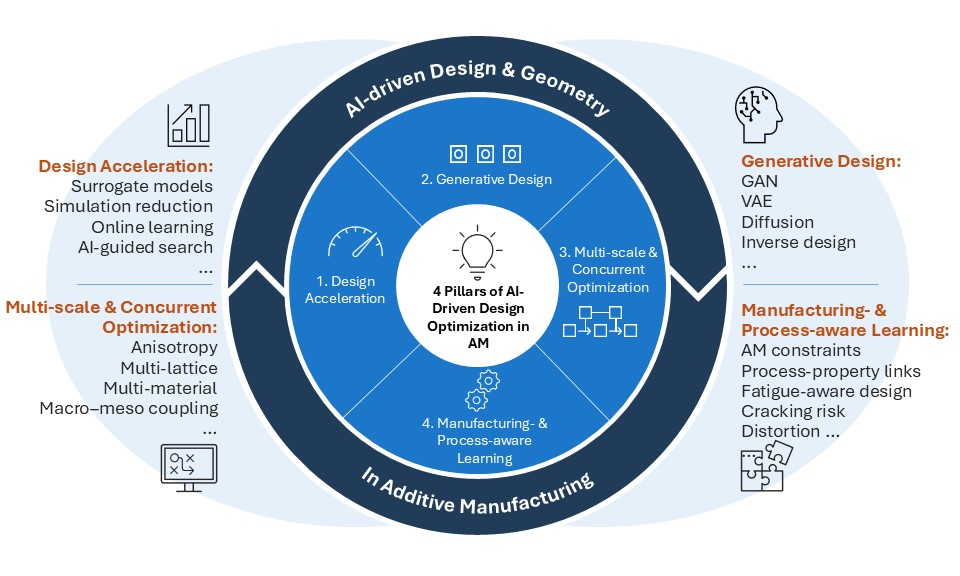 AI-driven Design & Geometry
Design Acceleration:
Surrogate models
Simulation reduction
Online learning
AI-guided search
...
Multi-scale & Concurrent
Optimization:
Anisotropy
Multi-lattice
Multi-material
Macro–meso coupling
...
2. Generative Design
1. Design
Acceleration
3. Multi-scale &
Concurrent
Optimization
4 Pillars of AI-
Driven Design
Optimization in
AM
4. Manufacturing- &
Process-aware
Learning
In Additive Manufacturing
Generative Design:
GAN
VAE
Diffusion
Inverse design
...
Manufacturing- &
Process-aware Learning:
AM constraints
Process-property links
Fatigue-aware design
Cracking risk
Distortion ...
...